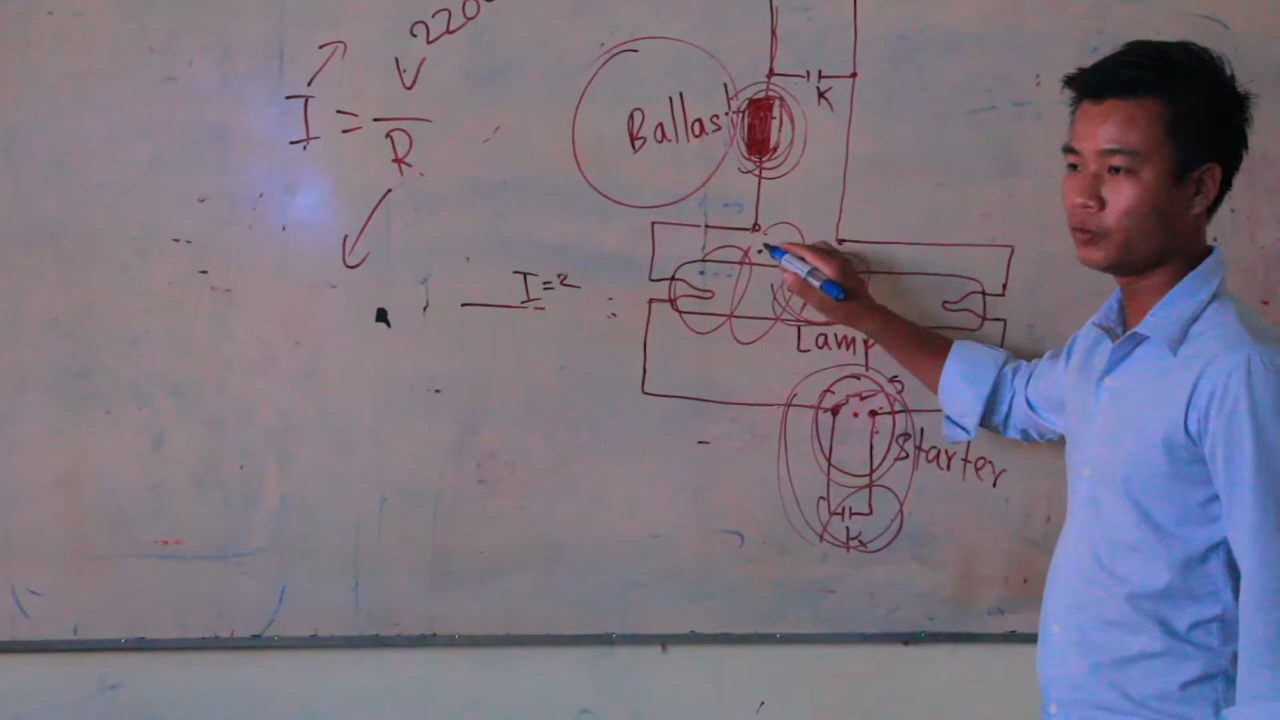 I = V / R
220
Ballast
K
I=2
Lamp
S
Starter
K